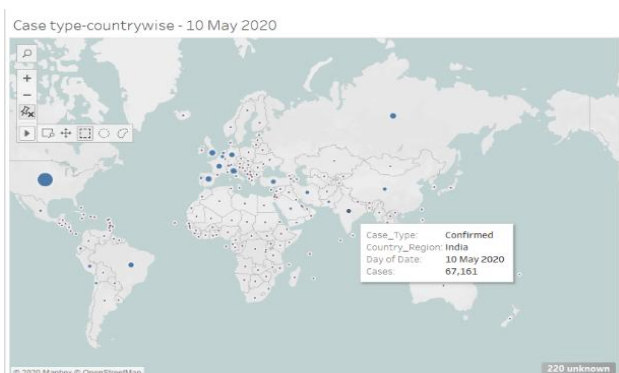 Case type-countrywise - 10 May 2020
Case_Type: Confirmed
Country_Region: India
Day of Date: 10 May 2020
Cases: 67,161
© 2020 Mapbox © OpenStreetMap
220 unknown